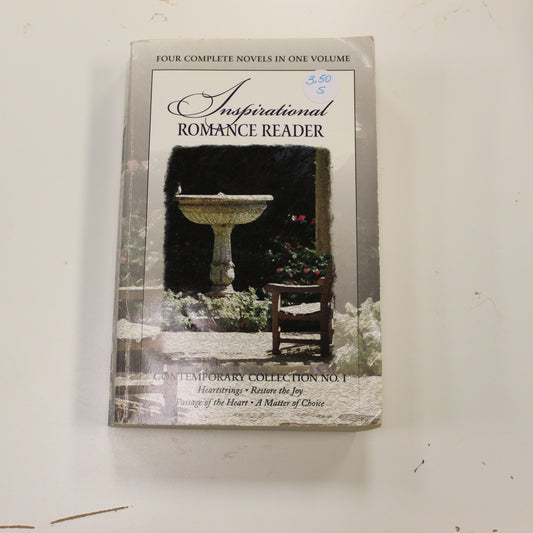 FOUR COMPLETE NOVELS IN ONE VOLUME
3.50
S
Inspirational
ROMANCE READER
CONTEMPORARY COLLECTION NO. 1
Heartstrings • Restore the Joy
Passage of the Heart • A Matter of Choice